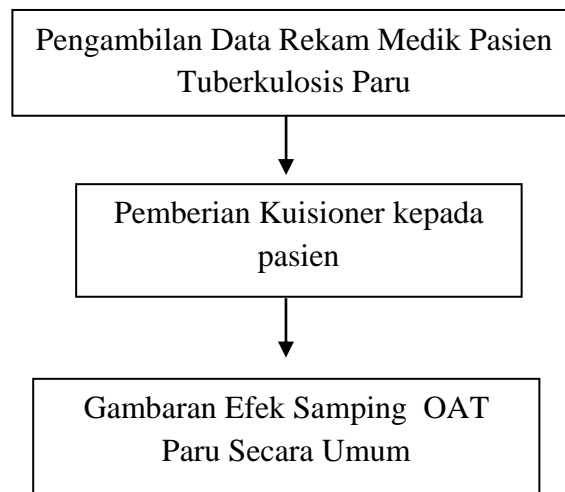 Pengambilan Data Rekam Medik Pasien
Tuberkulosis Paru
Pemberian Kuisioner kepada
pasien
Gambaran Efek Samping OAT
Paru Secara Umum